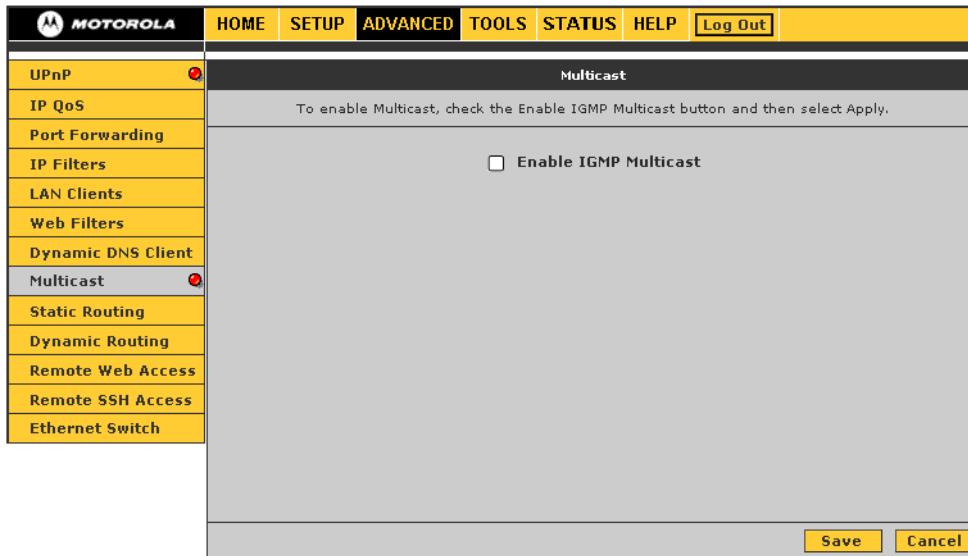 MOTOROLA HOME SETUP ADVANCED TOOLS STATUS HELP Log Out
UPnP
IP QoS
Port Forwarding
IP Filters
LAN Clients
Web Filters
Dynamic DNS Client
Multicast
Static Routing
Dynamic Routing
Remote Web Access
Remote SSH Access
Ethernet Switch
Multicast
To enable Multicast, check the Enable IGMP Multicast button and then select Apply.
Enable IGMP Multicast
Save Cancel